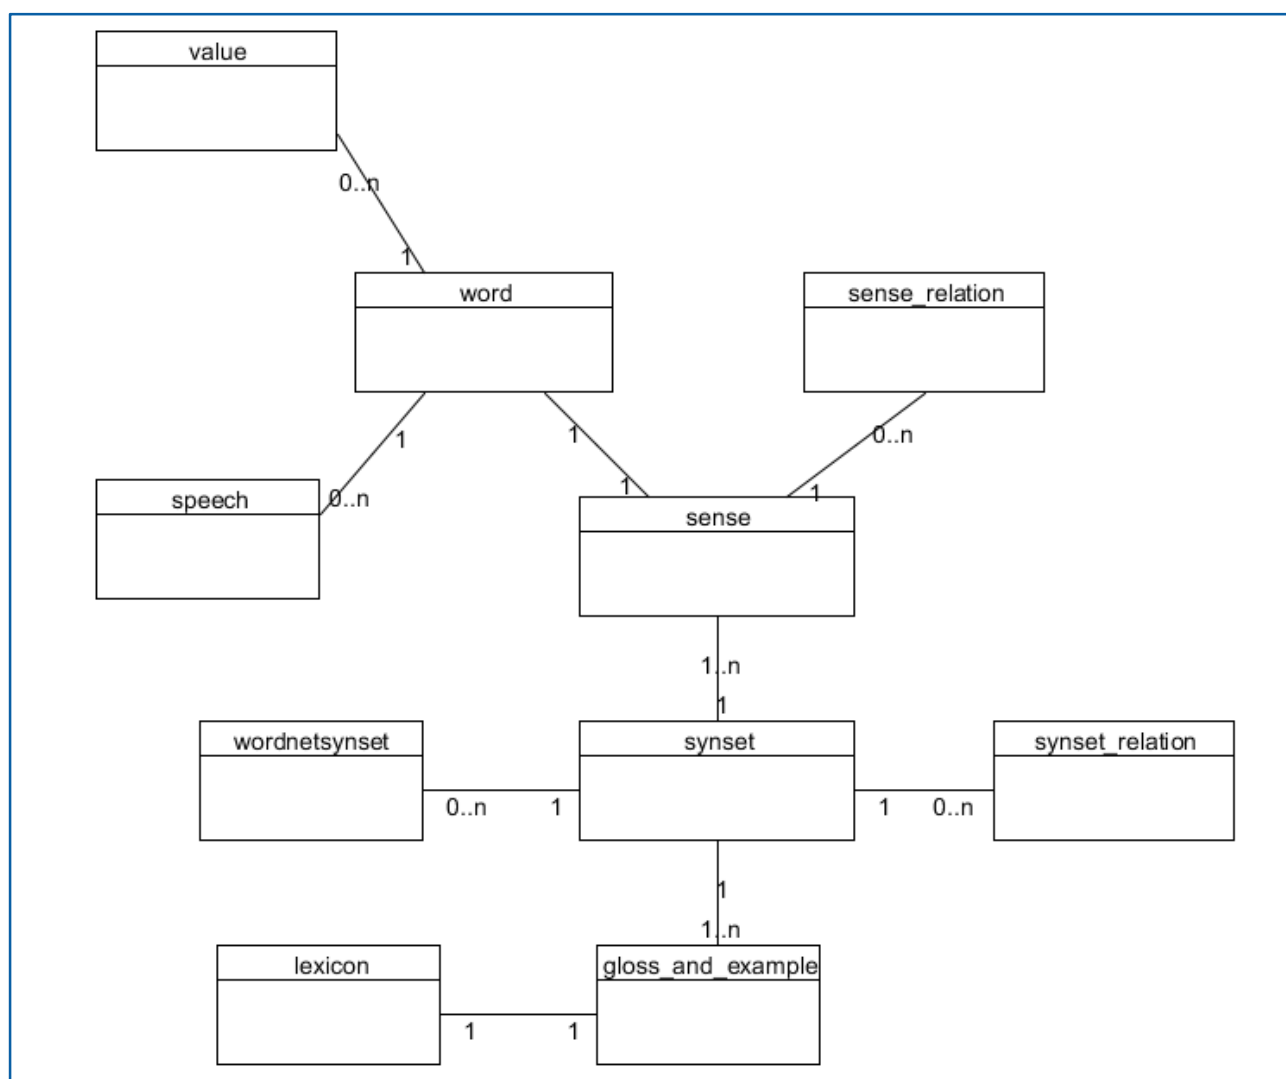 value
0..n
1
word
sense_relation
1
1
0..n
speech
0..n
1
1
sense
1..n
1
wordnetsynset
synset
synset_relation
0..n
1
1
0..n
1
1..n
lexicon
gloss_and_example
1
1